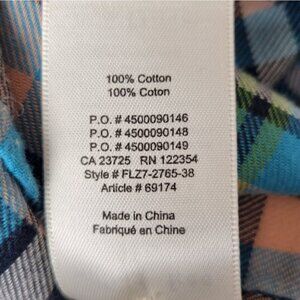 100% Cotton
100% Coton
P.O. # 4500090146
P.O. # 4500090148
P.O. # 4500090149
CA 23725 RN 122354
Style # FLZ7-2765-38
Article # 69174
Made in China
Fabriqué en Chine